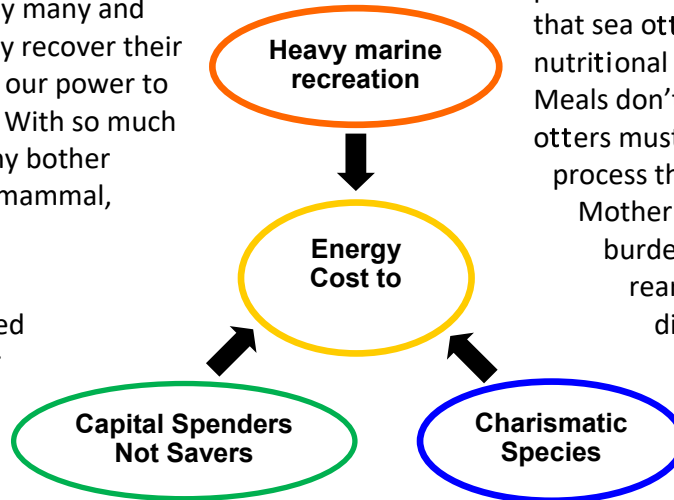 y many and
y recover their
our power to
With so much
ny bother
mammal,
ed
Heavy marine
recreation
Energy
Cost to
Capital Spenders
Not Savers
Charismatic
Species
that sea ott
nutritional
Meals don't
otters must
process th
Mother
burde
rear
di